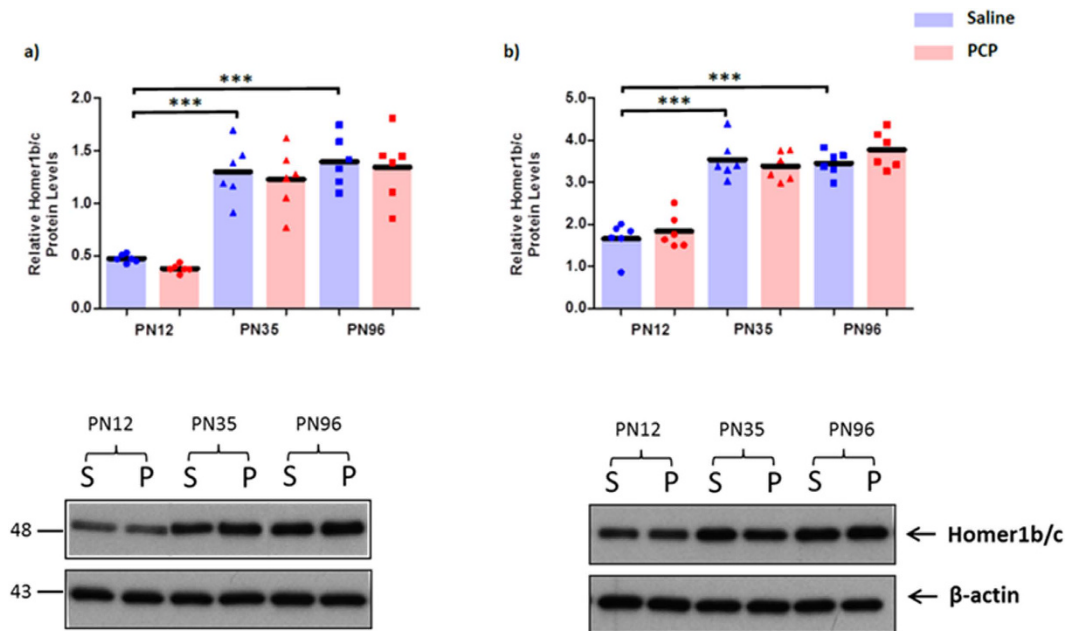 Saline
PCP
a)
***
***
Relative Homer1b/c
Protein Levels
2.0
1.5
1.0
0.5
0.0
PN12
PN35
PN96
b)
***
***
Relative Homer1b/c
Protein Levels
5.0
4.0
3.0
2.0
1.0
0.0
PN12
PN35
PN96
PN12
PN35
PN96
S
P
S
P
S
P
48
43
PN12
PN35
PN96
S
P
S
P
S
P
← Homer1b/c
← β-actin